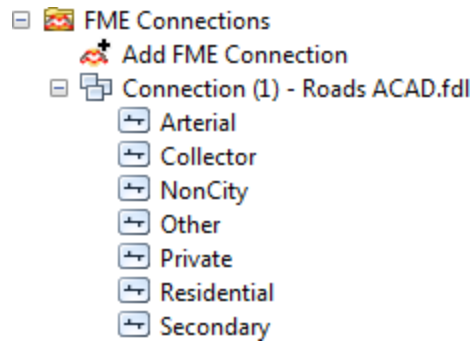 FME Connections
Add FME Connection
Connection (1) - Roads ACAD.fdl
Arterial
Collector
NonCity
Other
Private
Residential
Secondary